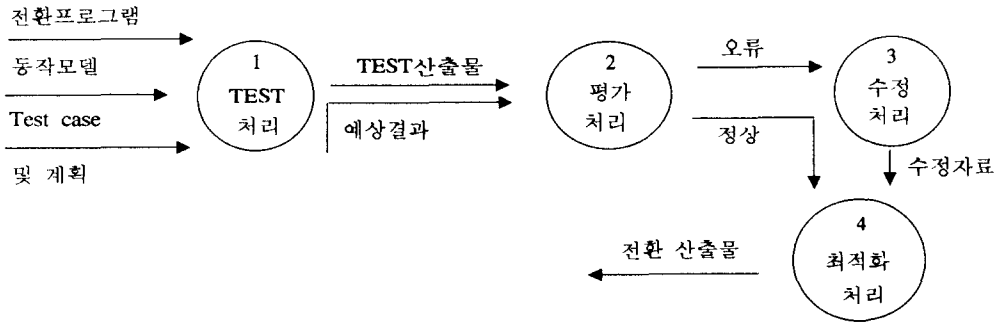 전환프로그램
동작모델
Test case
및 계획
1
TEST
처리
TEST산출물
예상결과
2
평가
처리
오류
정상
3
수정
처리
수정자료
4
최적화
처리
전환 산출물